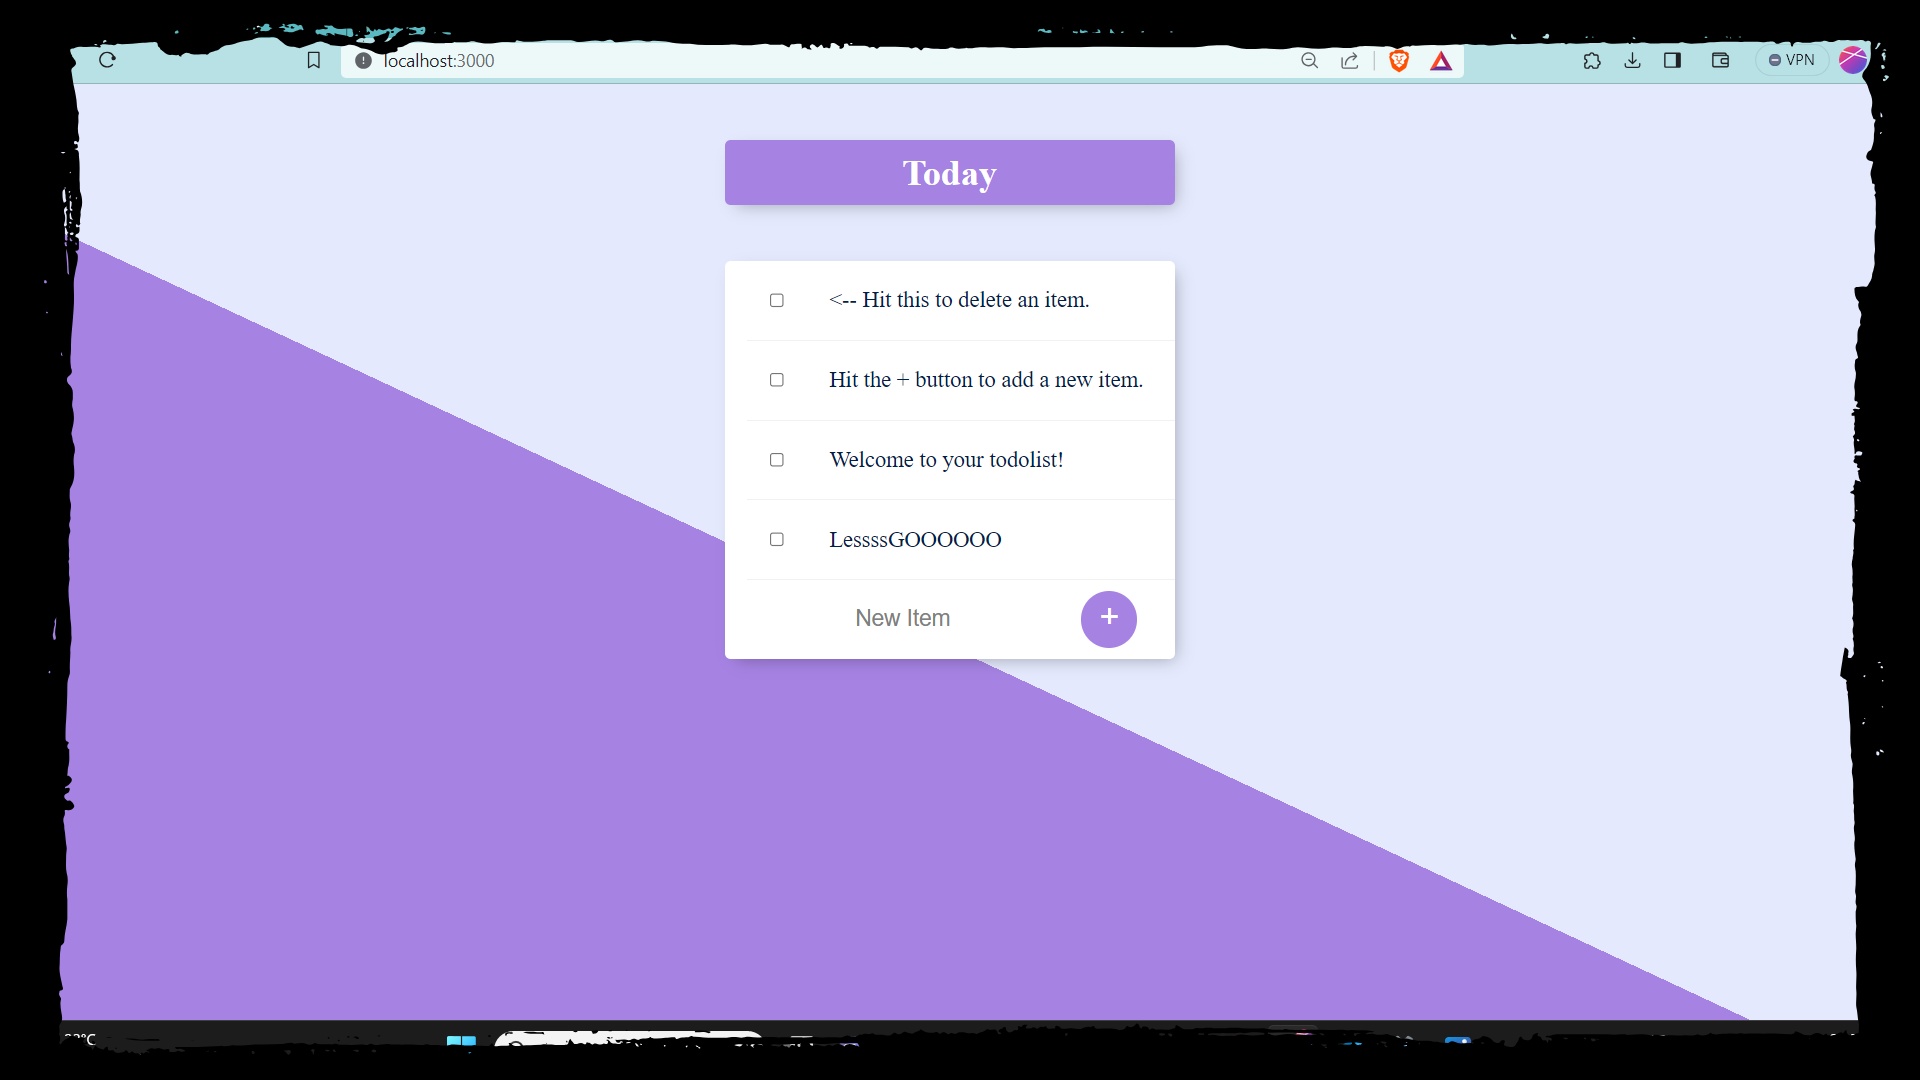 localhost:3000
VPN
Today
<-- Hit this to delete an item.
Hit the + button to add a new item.
Welcome to your todolist!
LessssGOOOOOO
New Item
+